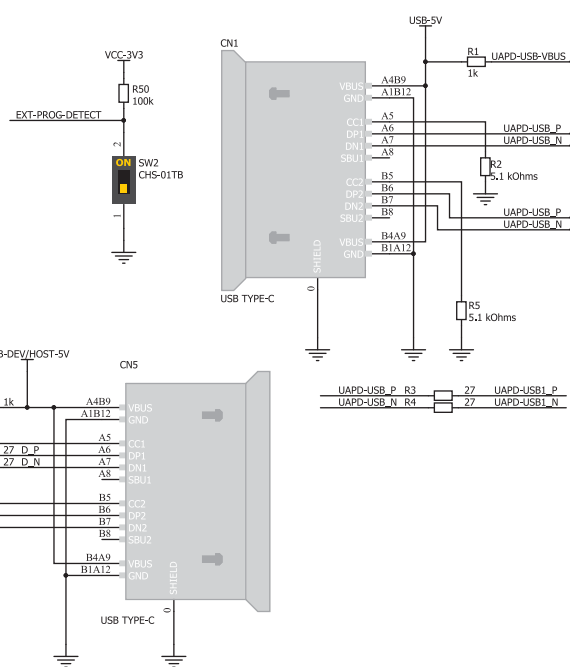 USB-5V
CN1
R1
UAPD-USB-VBUS
1k
VCC-3V3
R50
100k
EXT-PROG-DETECT
2
ON
SW2
CHS-01TB
1
VBUS A4B9
GND A1B12
CC1 A5
DP1 A6 UAPD-USB_P
DN1 A7 UAPD-USB_N
SBU1 A8
R2
5.1 kOhms
CC2 B5
DP2 B6
DN2 B7
SBU2 B8
UAPD-USB_P
UAPD-USB_N
VBUS B4A9
GND B1A12
SHIELD
0
USB TYPE-C
R5
5.1 kOhms
-DEV/HOST-5V
CN5
UAPD-USB_P R3 27 UAPD-USB1_P
UAPD-USB_N R4 27 UAPD-USB1_N
1k A4B9 VBUS
A1B12 GND
A5 CC1
27 D_P A6 DP1
27 D_N A7 DN1
A8 SBU1
B5 CC2
B6 DP2
B7 DN2
B8 SBU2
B4A9 VBUS
B1A12 GND
SHIELD
0
USB TYPE-C